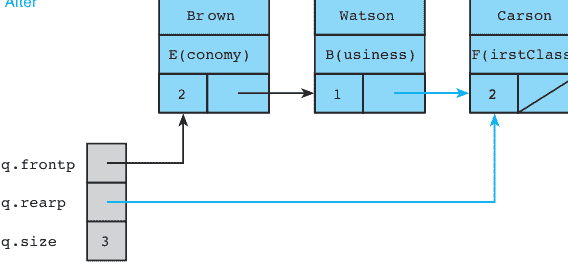 After
Brown Watson Carson
E(conomy) B(usiness) F(irstClass
2 1 2
q.frontp
q.rearp
q.size 3